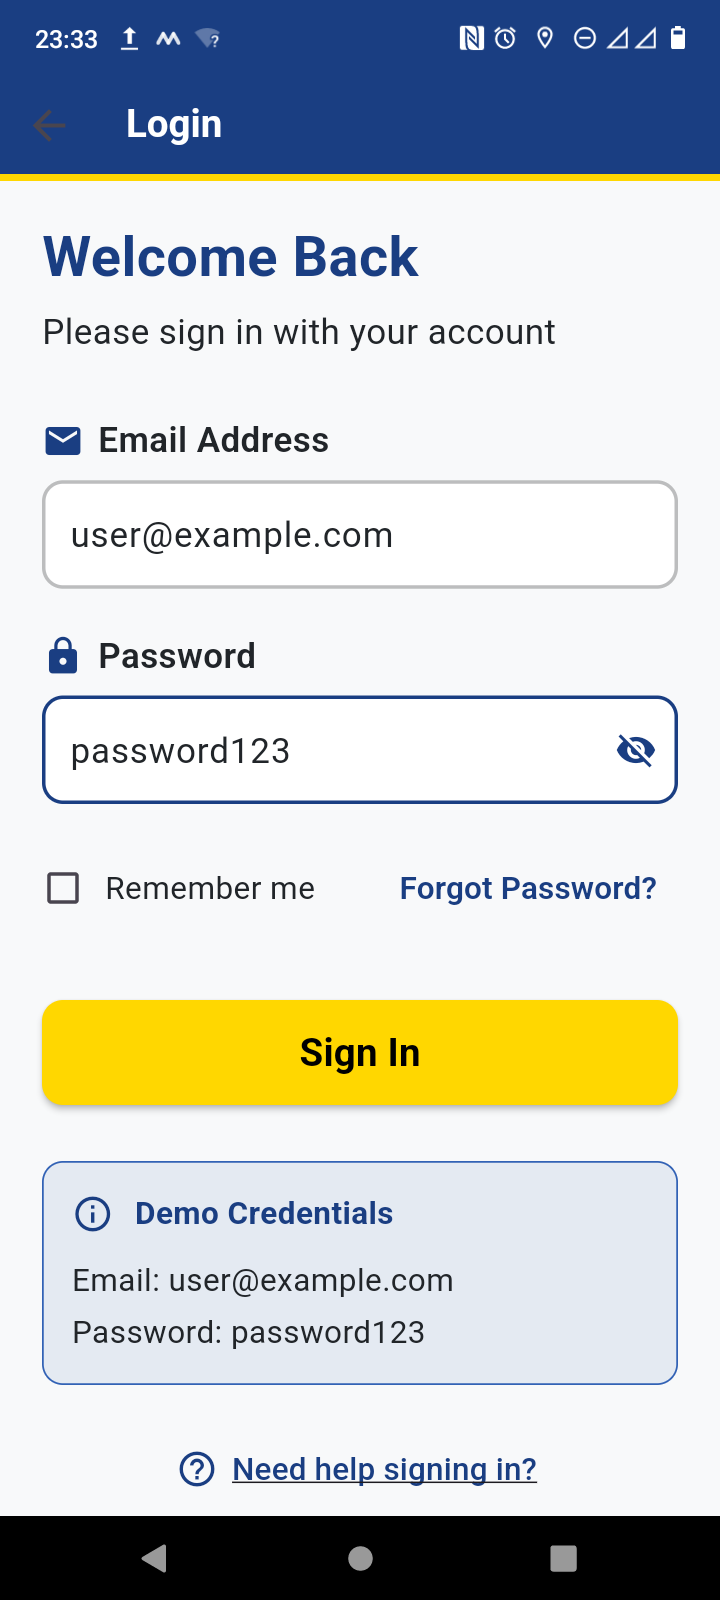 23:33
Login
Welcome Back
Please sign in with your account
Email Address
user@example.com
Password
password123
Remember me Forgot Password?
Sign In
Demo Credentials
Email: user@example.com
Password: password123
Need help signing in?